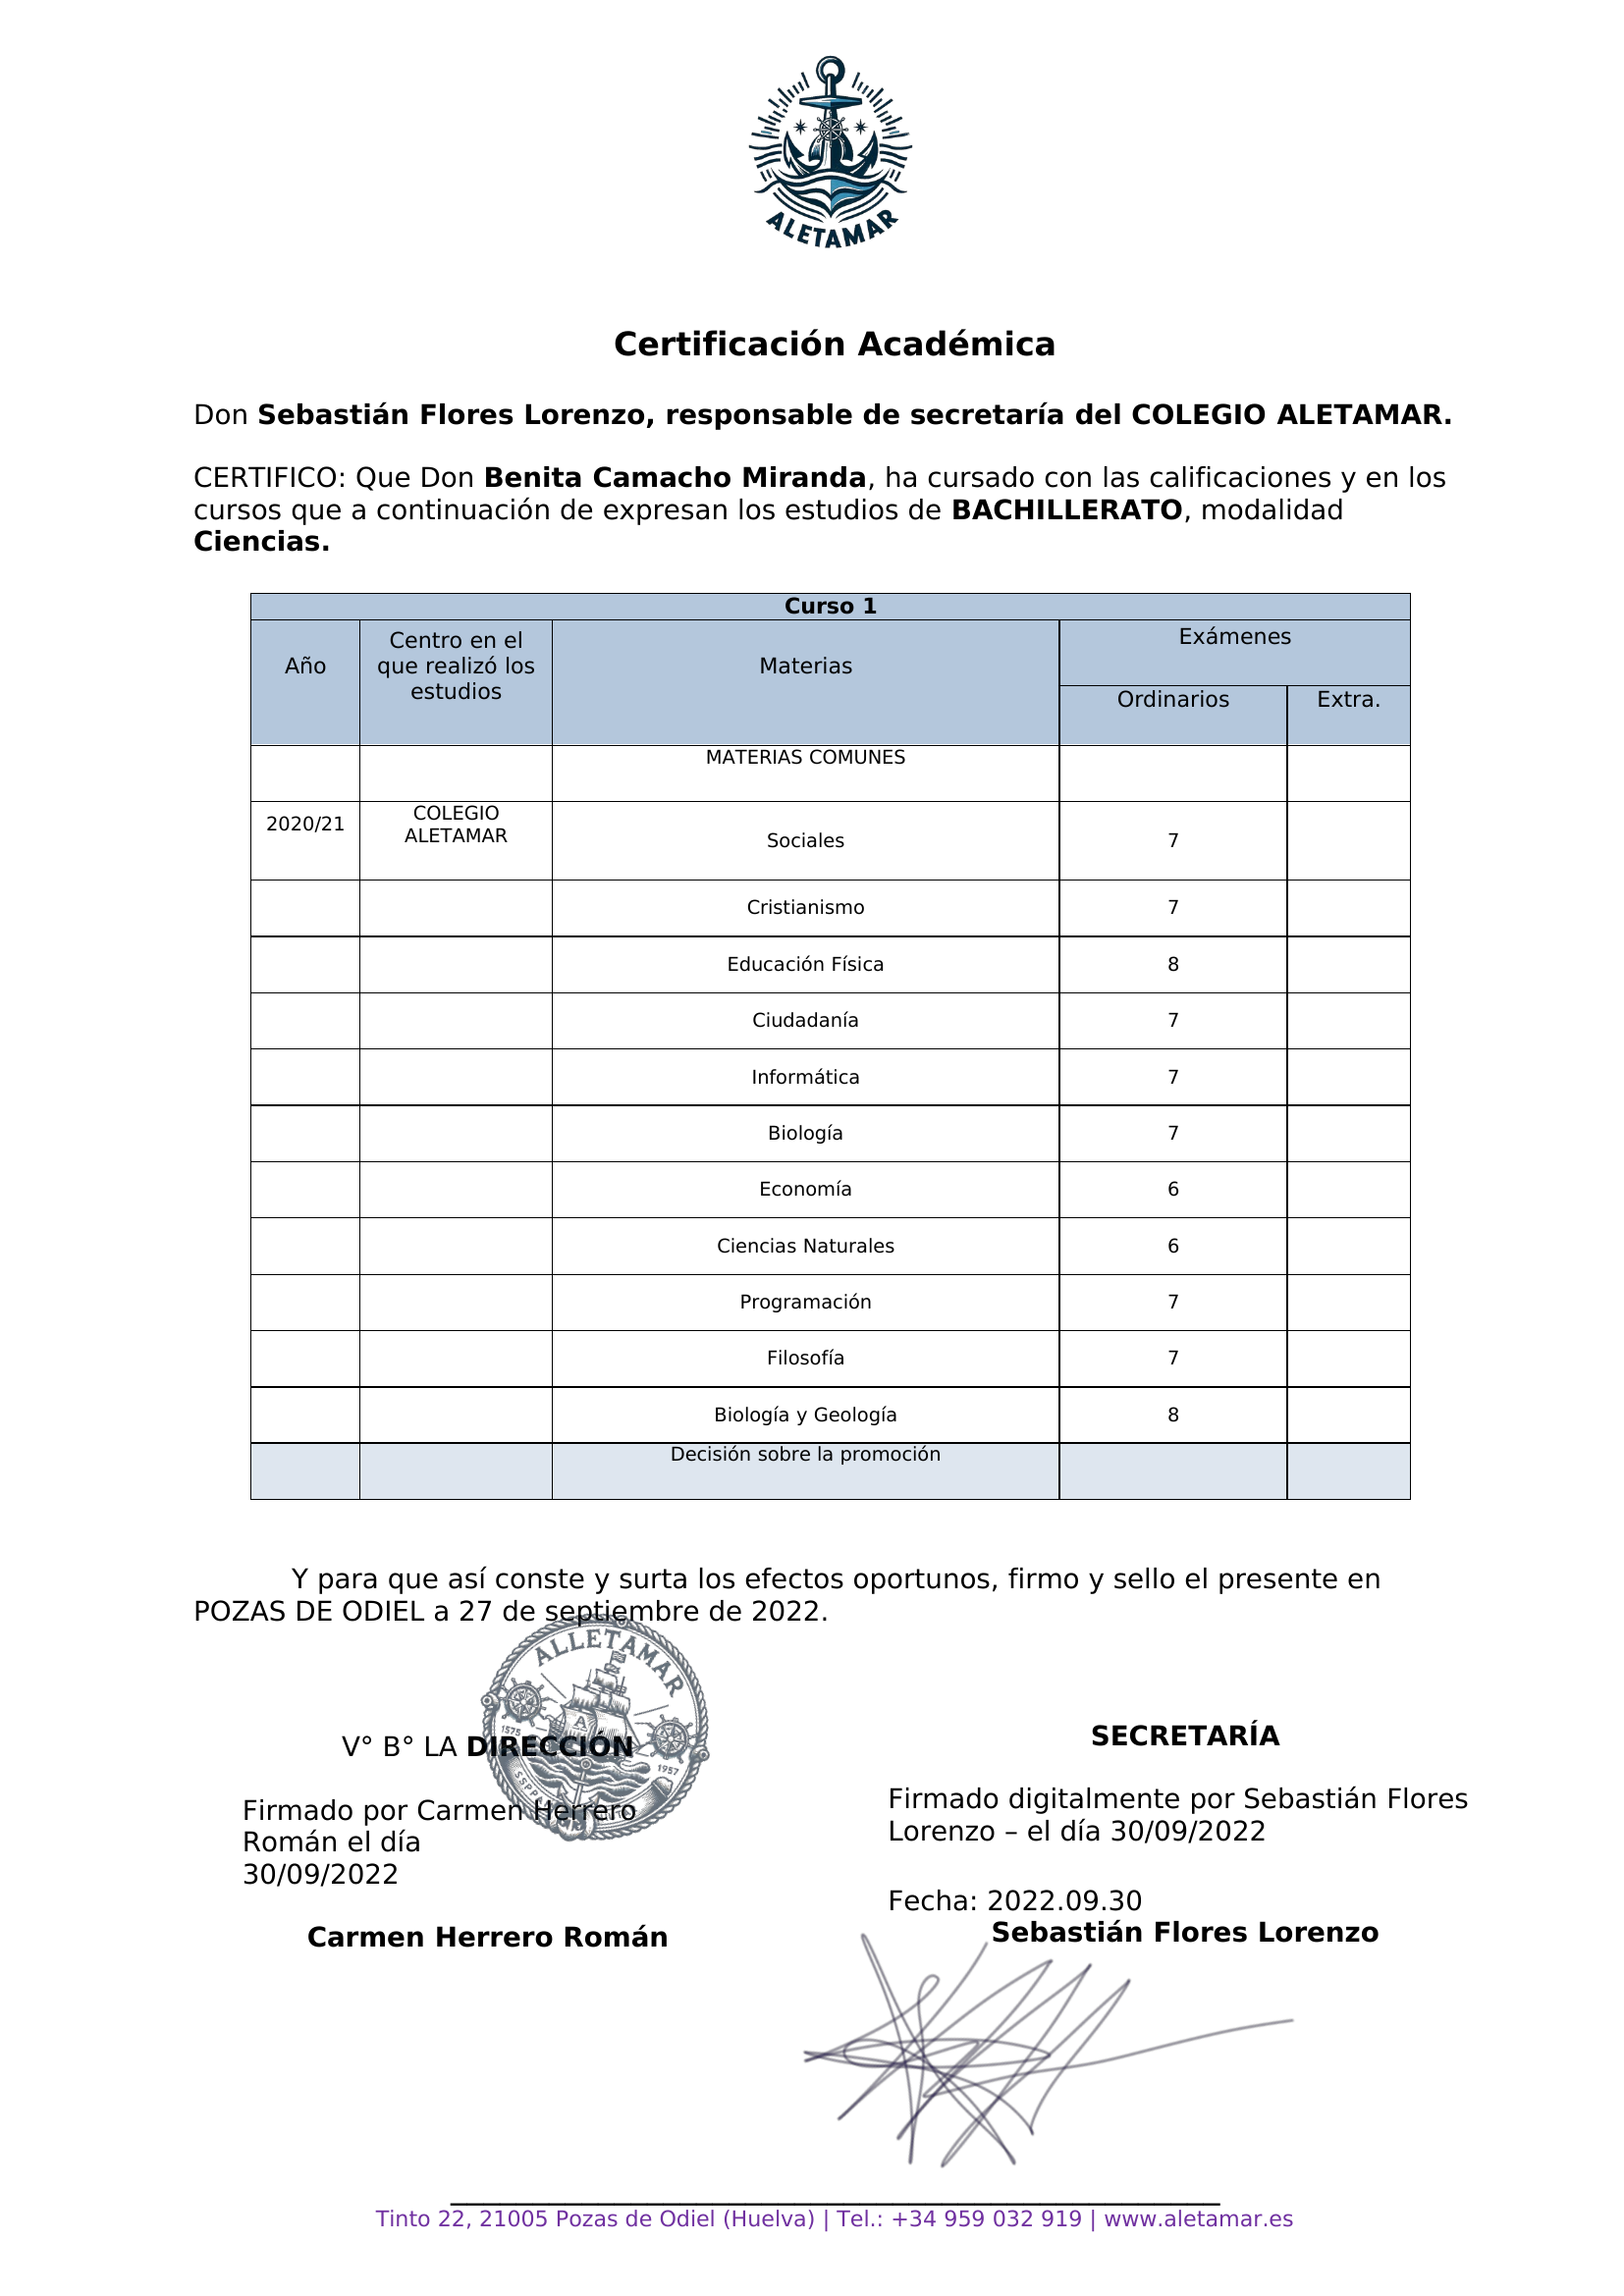 ALETAMAR
Certificación Académica
Don Sebastián Flores Lorenzo, responsable de secretaría del COLEGIO ALETAMAR.
CERTIFICO: Que Don Benita Camacho Miranda, ha cursado con las calificaciones y en los
cursos que a continuación de expresan los estudios de BACHILLERATO, modalidad
Ciencias.
Curso 1
Año
Centro en el
que realizó los
estudios
Materias
Exámenes
Ordinarios
Extra.
MATERIAS COMUNES
2020/21
COLEGIO
ALETAMAR
Sociales 7
Cristianismo 7
Educación Física 8
Ciudadanía 7
Informática 7
Biología 7
Economía 6
Ciencias Naturales 6
Programación 7
Filosofía 7
Biología y Geología 8
Decisión sobre la promoción
Y para que así conste y surta los efectos oportunos, firmo y sello el presente en
POZAS DE ODIEL a 27 de septiembre de 2022.
ALLETAMAR
A
1575
1957
V° B° LA DIRECCIÓN
Firmado por Carmen Herrero
Román el día
30/09/2022
Carmen Herrero Román
SECRETARÍA
Firmado digitalmente por Sebastián Flores
Lorenzo – el día 30/09/2022
Fecha: 2022.09.30
Sebastián Flores Lorenzo
Tinto 22, 21005 Pozas de Odiel (Huelva) | Tel.: +34 959 032 919 | www.aletamar.es